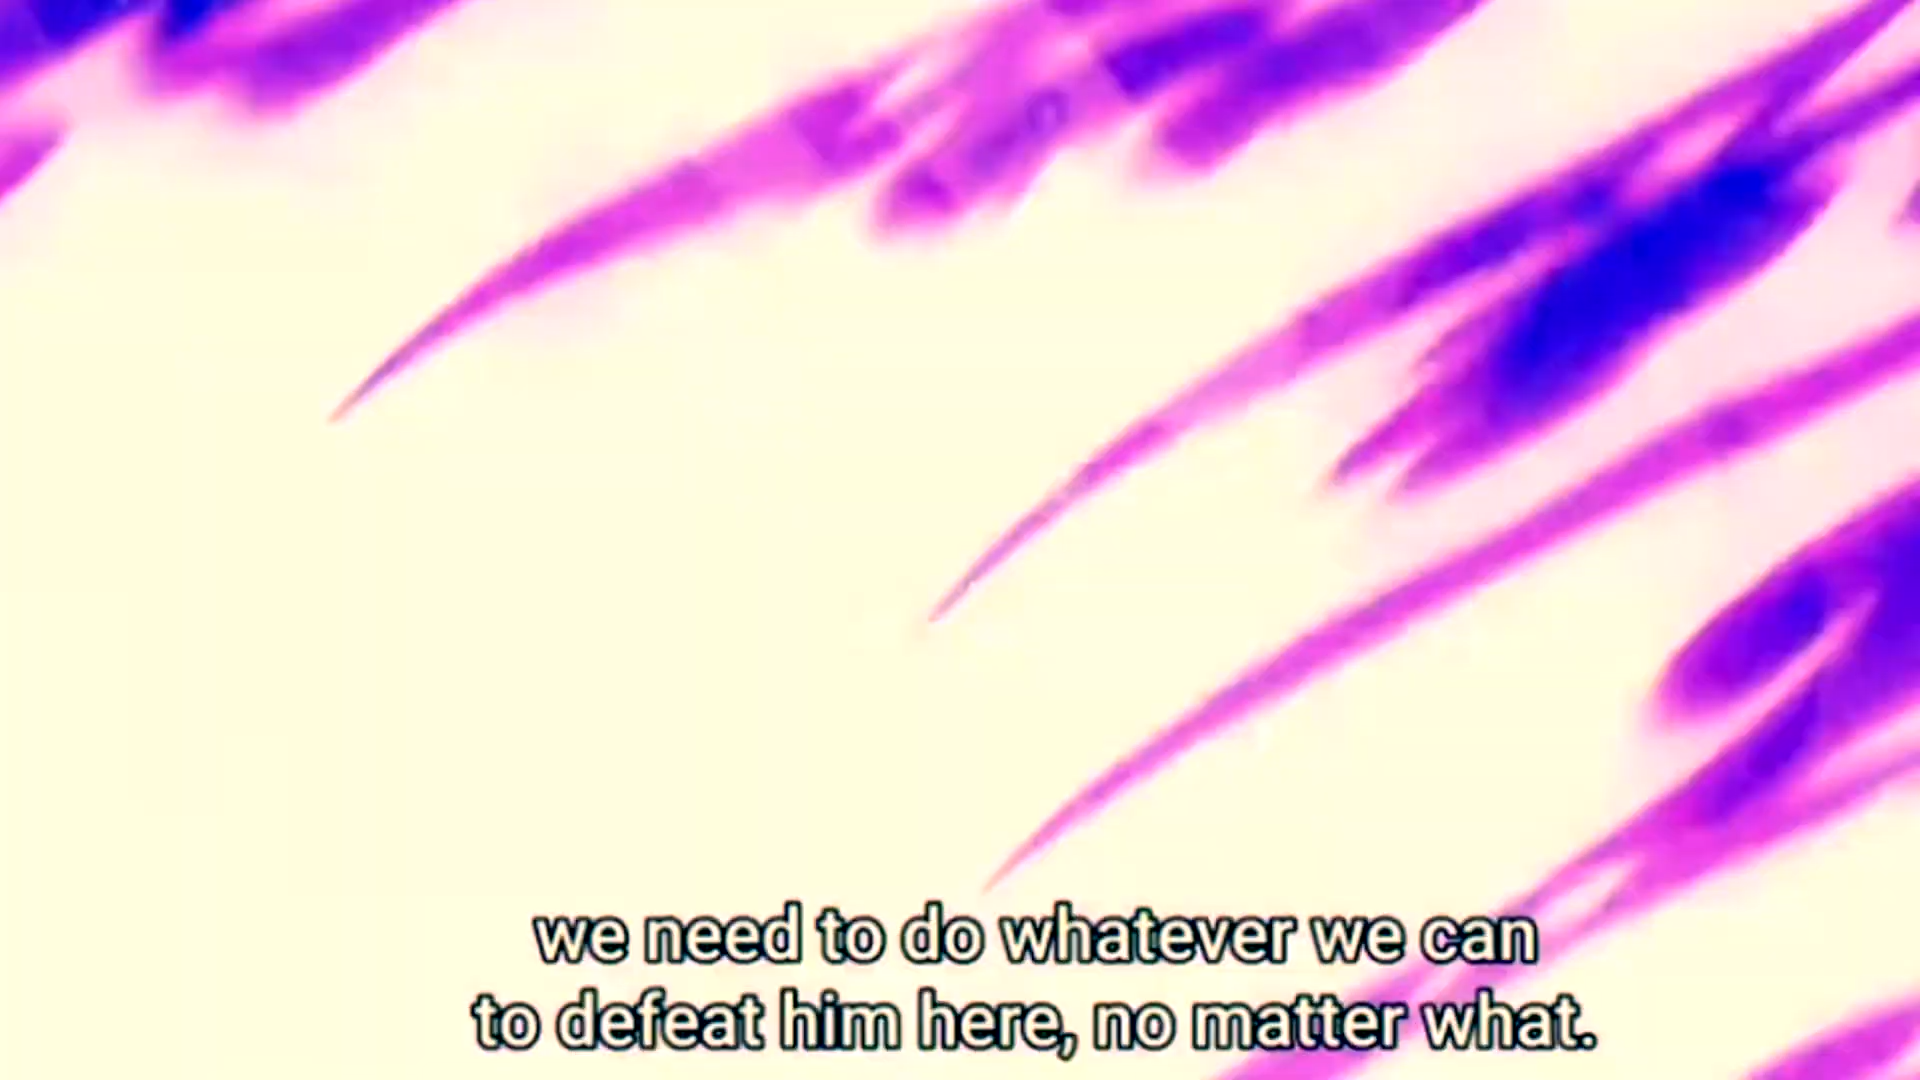 we need to do whatever we can
to defeat him here, no matter what.